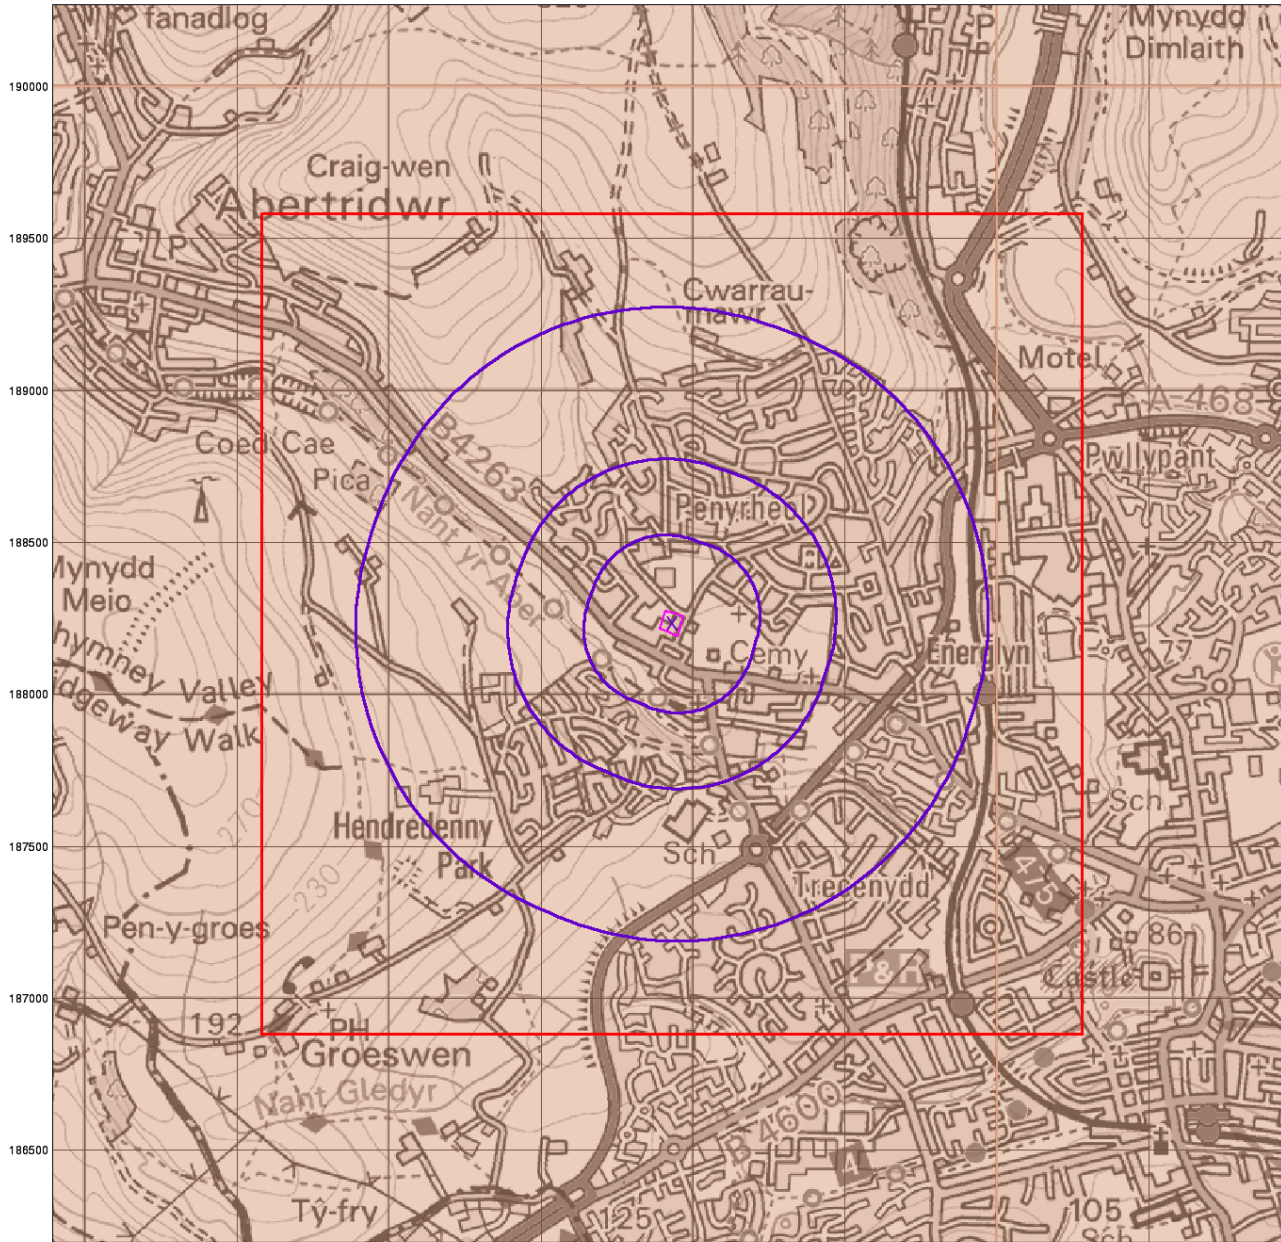 fanadlog
P
Mynydd
Dimlaith
190000
Craig-wen
Abertridwr
189500
P
Cwarrau-
mawr
Motel
189000
A-468
B4263
Coed Cae
Pwllypant
Pica
Nant yr Aber
Penyrheol
188500
Mynydd
Meio
77
Cemy
Energlyn
Rhymney Valley
188000
Ridgeway Walk
Hendredenny
Park
Sch
187500
Sch
475
Trecenydd
230
Pen-y-groes
86
P&R
Castle
187000
192
PH
Groeswen
Nant Gledyr
B 4600
186500
Tŷ-fry
125
105
Sch